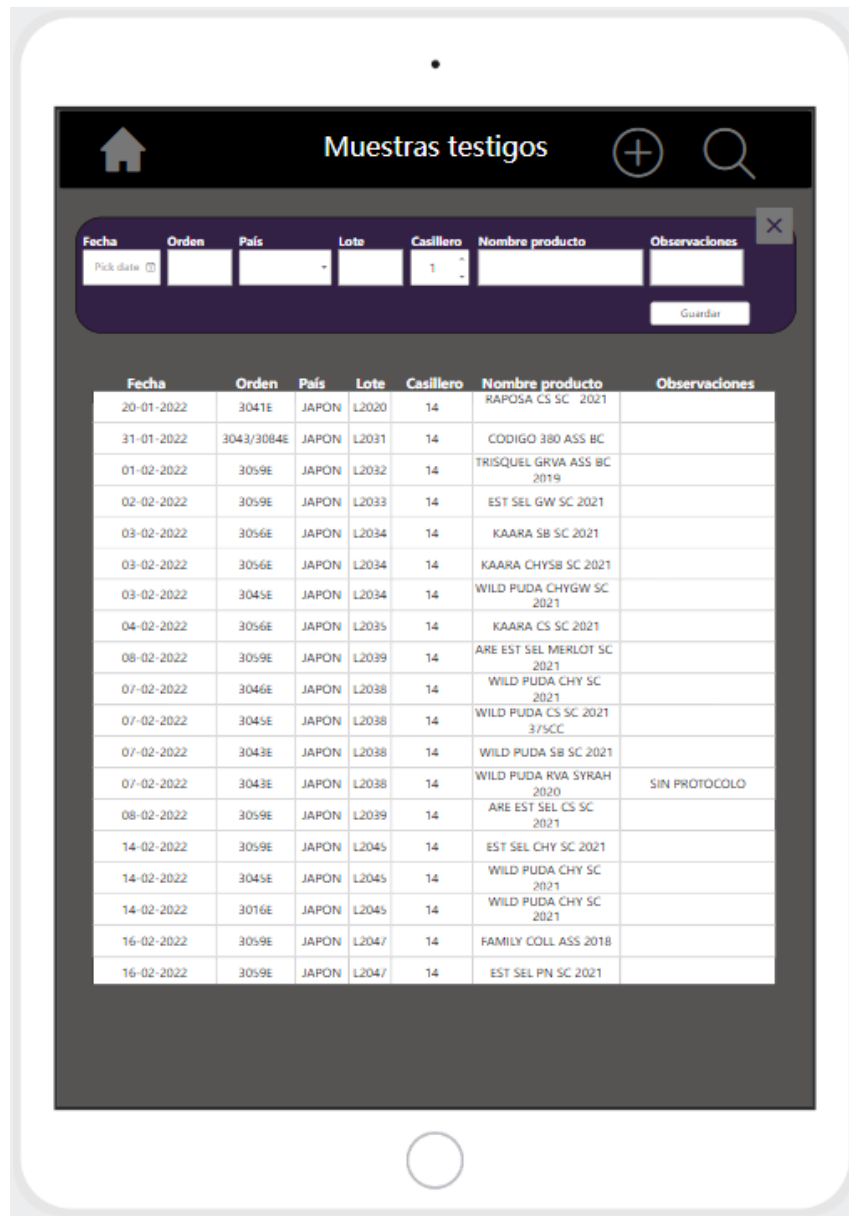 Muestras testigos
Fecha Orden País Lote Casillero Nombre producto Observaciones
Pick date 1
Guardar
Fecha Orden País Lote Casillero Nombre producto Observaciones
20-01-2022 3041E JAPON L2020 14 RAPOSA CS SC 2021
31-01-2022 3043/3084E JAPON L2031 14 CODIGO 380 ASS BC
01-02-2022 3059E JAPON L2032 14 TRISQUEL GRVA ASS BC
2019
02-02-2022 3059E JAPON L2033 14 EST SEL GW SC 2021
03-02-2022 3056E JAPON L2034 14 KAARA SB SC 2021
03-02-2022 3056E JAPON L2034 14 KAARA CHYSB SC 2021
03-02-2022 3045E JAPON L2034 14 WILD PUDA CHYGW SC
2021
04-02-2022 3056E JAPON L2035 14 KAARA CS SC 2021
08-02-2022 3059E JAPON L2039 14 ARE EST SEL MERLOT SC
2021
07-02-2022 3046E JAPON L2038 14 WILD PUDA CHY SC
2021
07-02-2022 3045E JAPON L2038 14 WILD PUDA CS SC 2021
375CC
07-02-2022 3043E JAPON L2038 14 WILD PUDA SB SC 2021
07-02-2022 3043E JAPON L2038 14 WILD PUDA RVA SYRAH
2020 SIN PROTOCOLO
08-02-2022 3059E JAPON L2039 14 ARE EST SEL CS SC
2021
14-02-2022 3059E JAPON L2045 14 EST SEL CHY SC 2021
14-02-2022 3045E JAPON L2045 14 WILD PUDA CHY SC
2021
14-02-2022 3016E JAPON L2045 14 WILD PUDA CHY SC
2021
16-02-2022 3059E JAPON L2047 14 FAMILY COLL ASS 2018
16-02-2022 3059E JAPON L2047 14 EST SEL PN SC 2021